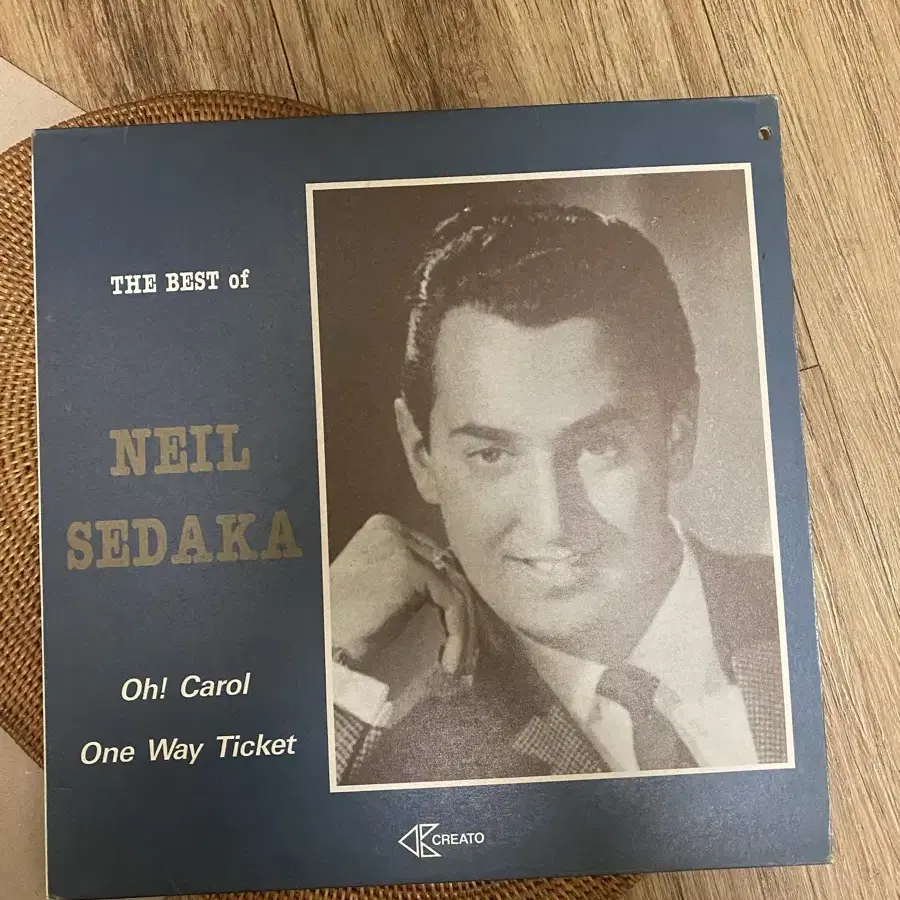 THE BEST of
NEIL
SEDAKA
Oh! Carol
One Way Ticket
CREATO